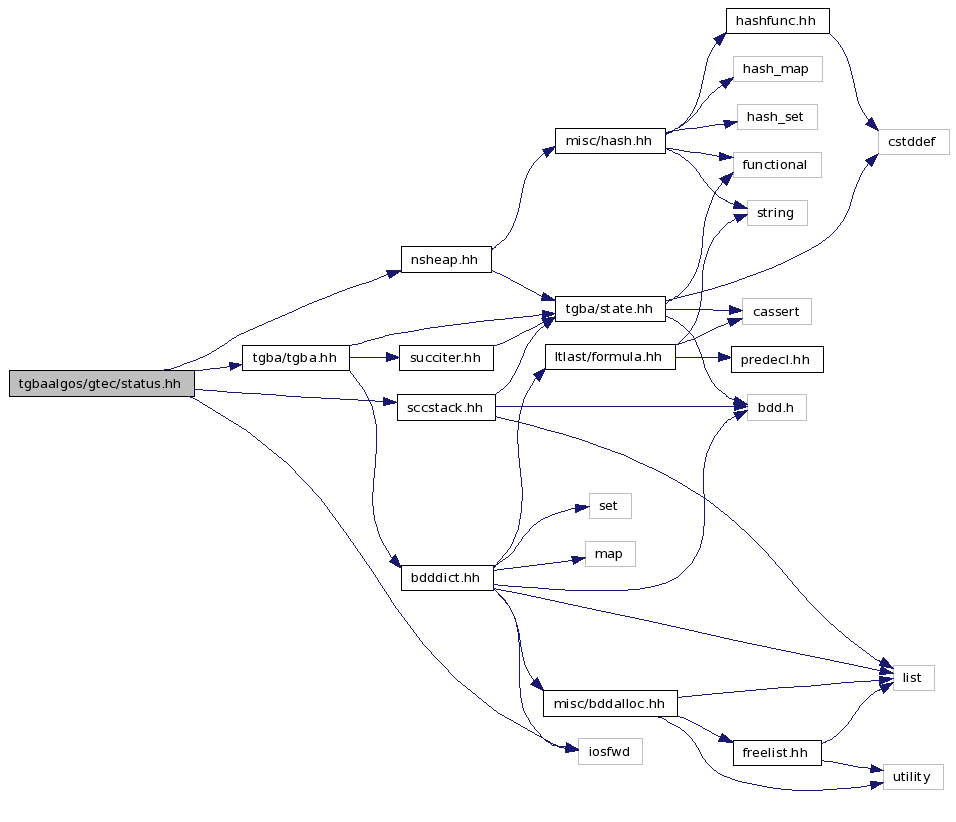 hashfunc.hh
hash_map
hash_set
misc/hash.hh
cstddef
functional
string
nsheap.hh
tgba/state.hh
cassert
tgba/tgba.hh
succiter.hh
ltlast/formula.hh
predecl.hh
tgbaalgos/gtec/status.hh
sccstack.hh
bdd.h
set
map
bdddict.hh
list
misc/bddalloc.hh
iosfwd
freelist.hh
utility